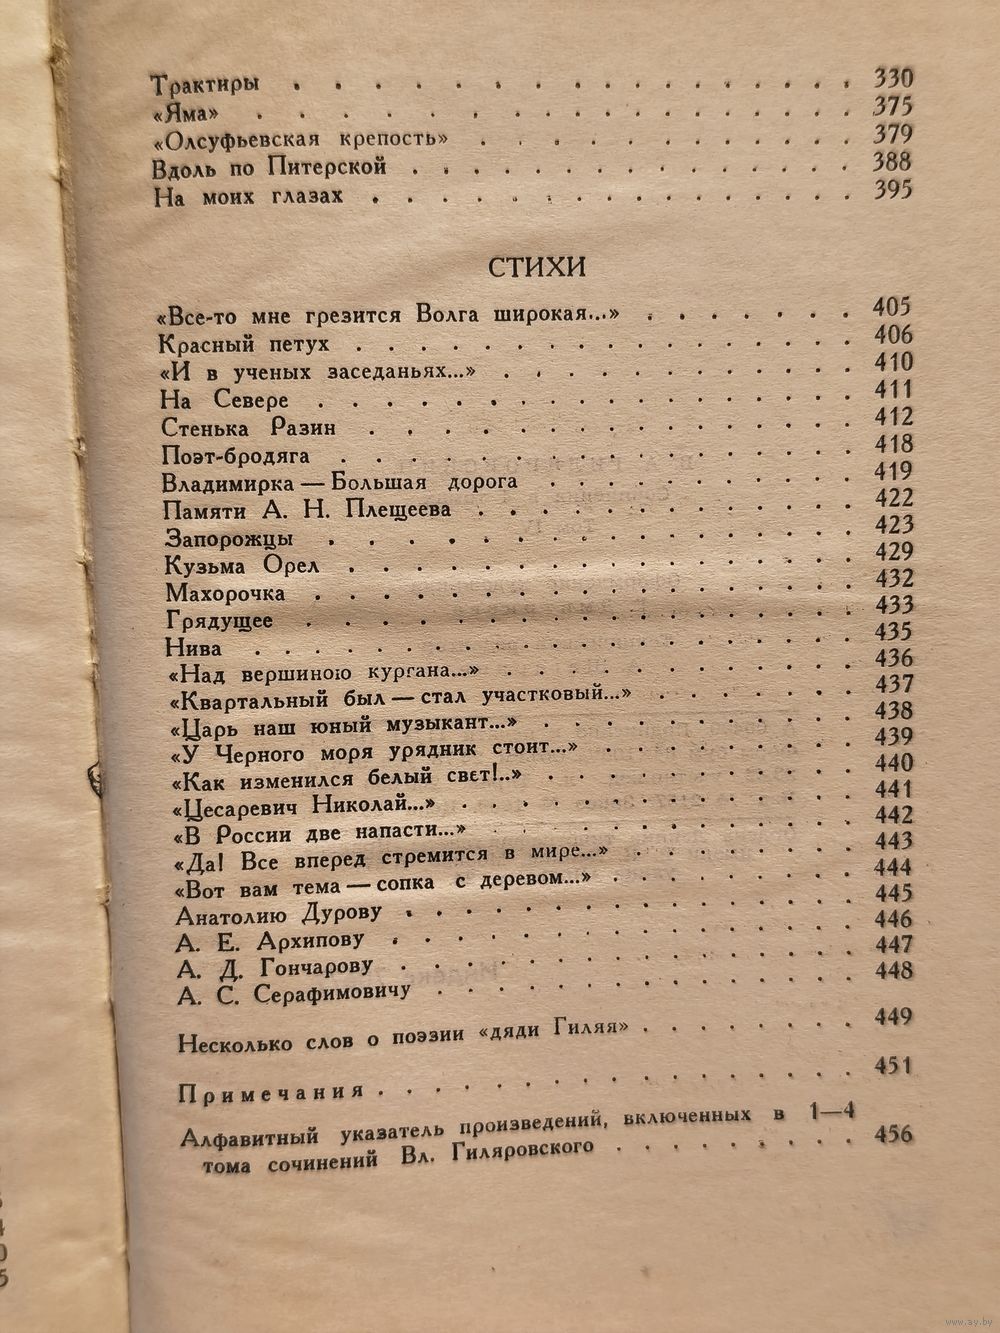 Трактиры . . . . . . . . . . . . . . . . 330
«Яма» . . . . . . . . . . . . . . . . 375
«Олсуфьевская крепость» . . . . . . . . . . 379
Вдоль по Питерской . . . . . . . . . . . . 388
На моих глазах . . . . . . . . . . . . . 395
СТИХИ
«Все-то мне грезится Волга широкая...» . . . . . . . 405
Красный петух . . . . . . . . . . . . . 406
«И в ученых заседаньях...» . . . . . . . . . . 410
На Севере . . . . . . . . . . . . . . 411
Стенька Разин . . . . . . . . . . . . . 412
Поэт-бродяга . . . . . . . . . . . . . 418
Владимирка — Большая дорога . . . . . . . . . 419
Памяти А. Н. Плещеева . . . . . . . . . . 422
Запорожцы . . . . . . . . . . . . . . 423
Кузьма Орел . . . . . . . . . . . . . 429
Махорочка . . . . . . . . . . . . . . 432
Грядущее . . . . . . . . . . . . . . 433
Нива . . . . . . . . . . . . . . . 435
«Над вершиною кургана...» . . . . . . . . . . 436
«Квартальный был — стал участковый...» . . . . . . . 437
«Царь наш юный музыкант...» . . . . . . . . . 438
«У Черного моря урядник стоит...» . . . . . . . . 439
«Как изменился белый свет!..» . . . . . . . . . 440
«Цесаревич Николай...» . . . . . . . . . . 441
«В России две напасти...» . . . . . . . . . . 442
«Да! Все вперед стремится в мире...» . . . . . . . 443
«Вот вам тема — сопка с деревом...» . . . . . . . 444
Анатолию Дурову . . . . . . . . . . . . 445
А. Е. Архипову . . . . . . . . . . . . 446
А. Д. Гончарову . . . . . . . . . . . . 447
А. С. Серафимовичу . . . . . . . . . . . 448
Несколько слов о поэзии «дяди Гиляя» . . . . . . . 449
Примечания . . . . . . . . . . . . . 451
Алфавитный указатель произведений, включенных в 1—4
тома сочинений Вл. Гиляровского . . . . . . . . 456
4
0
5
www.ay.by